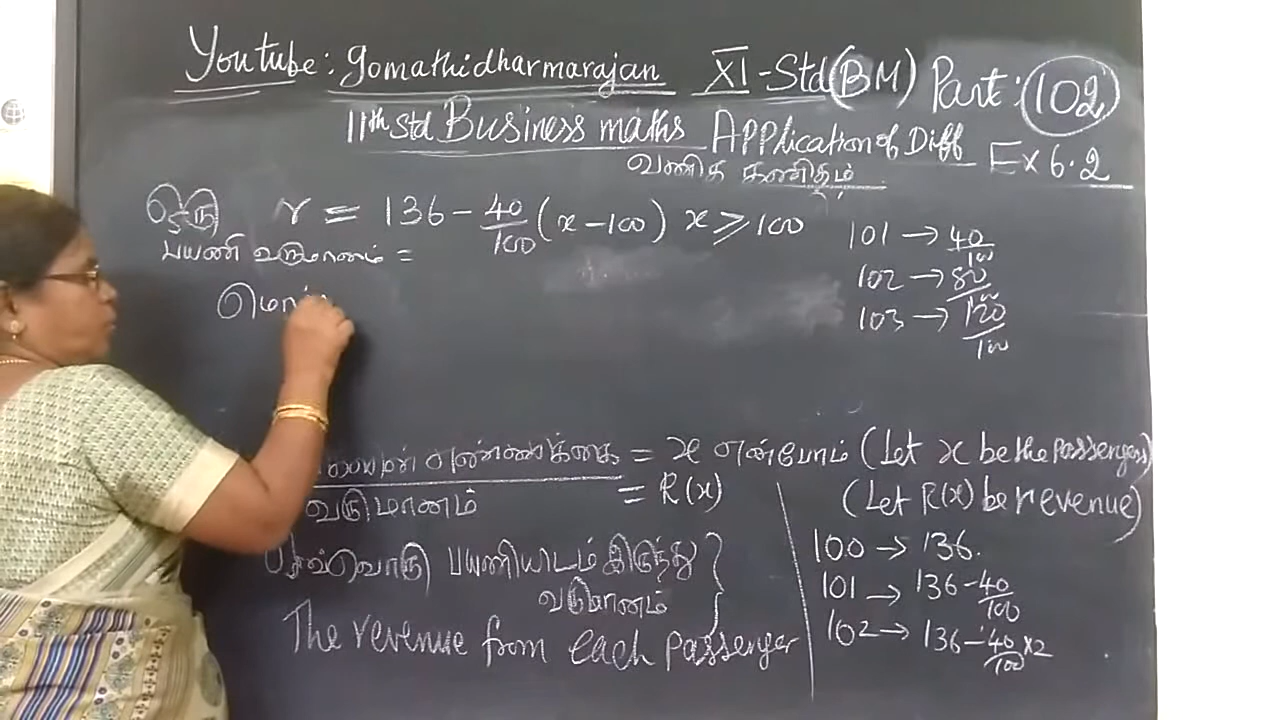 Youtube: gomathidharmarajan XI-Std (BM) Part: 102
11th std Business maths Application of Diff Ex 6.2
வணிக கணிதம்
ஒரு r = 136 - 40/100 (x - 100) x ≥ 100
பயணி வருமானம் =
101 → 40/100
102 → 80/100
103 → 120/100
எண்ணிக்கை = x என்போம் (Let x be the passengers)
வருமானம் = R(x) (Let R(x) be revenue)
ஒவ்வொரு பயணியிடம் இருந்து
வருமானம்
The revenue from each passenger
100 → 136.
101 → 136 - 40/100
102 → 136 - 40/100 x 2